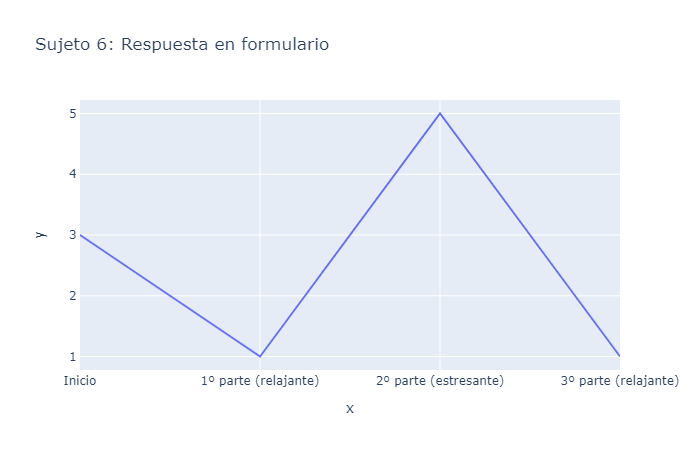 Sujeto 6: Respuesta en formulario
5
4
3
2
1
y
Inicio
1º parte (relajante)
2º parte (estresante)
3º parte (relajante)
x